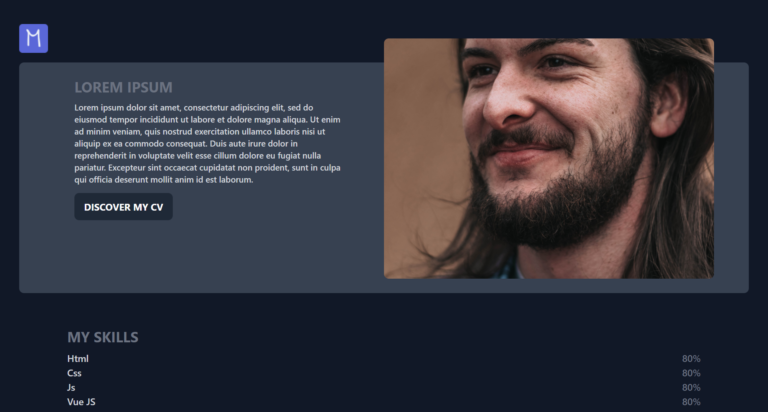 M
LOREM IPSUM
Lorem ipsum dolor sit amet, consectetur adipiscing elit, sed do
eiusmod tempor incididunt ut labore et dolore magna aliqua. Ut enim
ad minim veniam, quis nostrud exercitation ullamco laboris nisi ut
aliquip ex ea commodo consequat. Duis aute irure dolor in
reprehenderit in voluptate velit esse cillum dolore eu fugiat nulla
pariatur. Excepteur sint occaecat cupidatat non proident, sunt in culpa
qui officia deserunt mollit anim id est laborum.
DISCOVER MY CV
MY SKILLS
Html 80%
Css 80%
Js 80%
Vue JS 80%